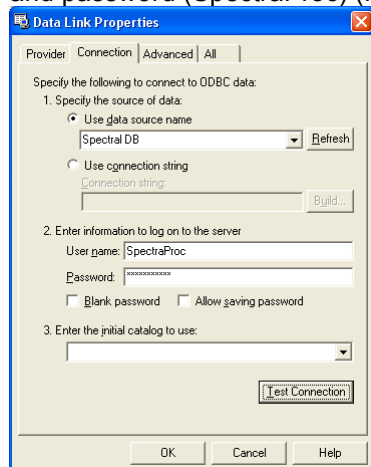 and password (SpectraProc) (
Data Link Properties
Provider Connection Advanced All
Specify the following to connect to ODBC data:
1. Specify the source of data:
Use data source name
Spectral DB Refresh
Use connection string
Connection string:
Build...
2. Enter information to log on to the server
User name: SpectraProc
Password: ***********
Blank password Allow saving password
3. Enter the initial catalog to use:
Test Connection
OK Cancel Help